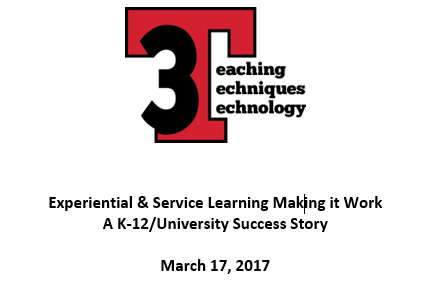 3T
eaching
echniques
echnology
Experiential & Service Learning Making it Work
A K-12/University Success Story
March 17, 2017